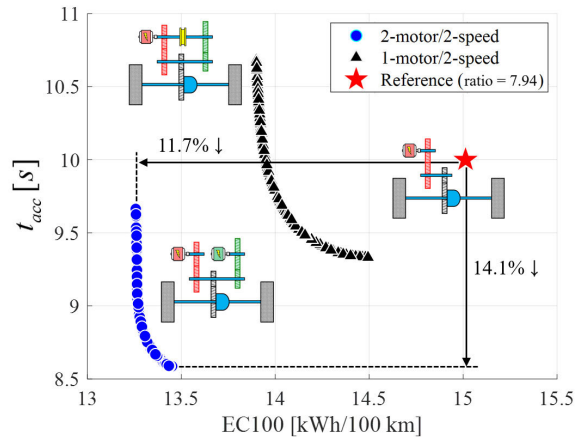 2-motor/2-speed
1-motor/2-speed
Reference (ratio = 7.94)
11
10.5
10
9.5
9
8.5
t_acc [s]
11.7% ↓
14.1% ↓
13
13.5
14
14.5
15
15.5
EC100 [kWh/100 km]